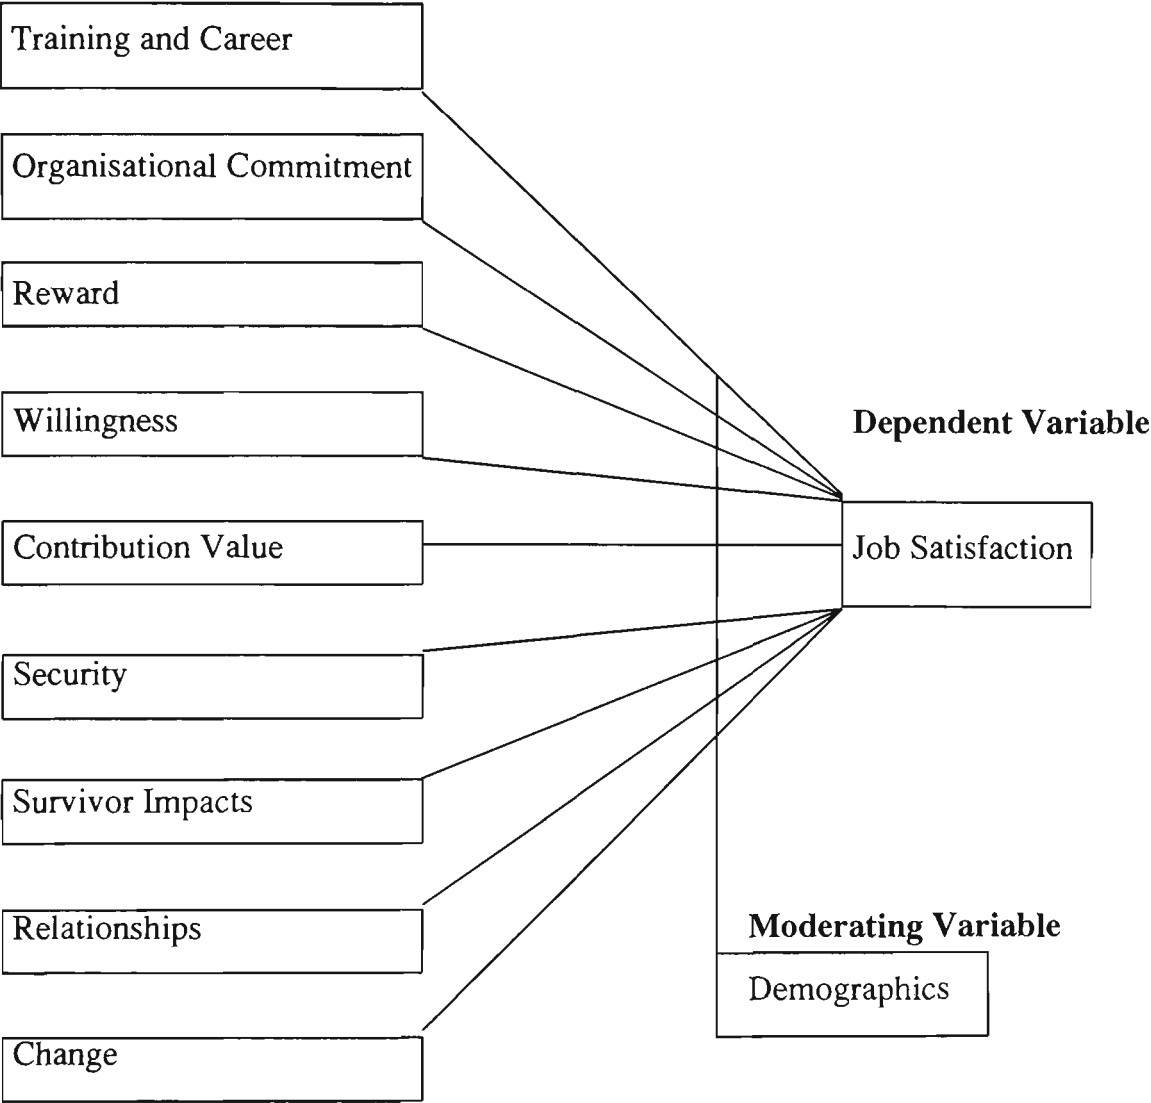 Training and Career
Organisational Commitment
Reward
Willingness
Contribution Value
Security
Survivor Impacts
Relationships
Change
Dependent Variable
Job Satisfaction
Moderating Variable
Demographics